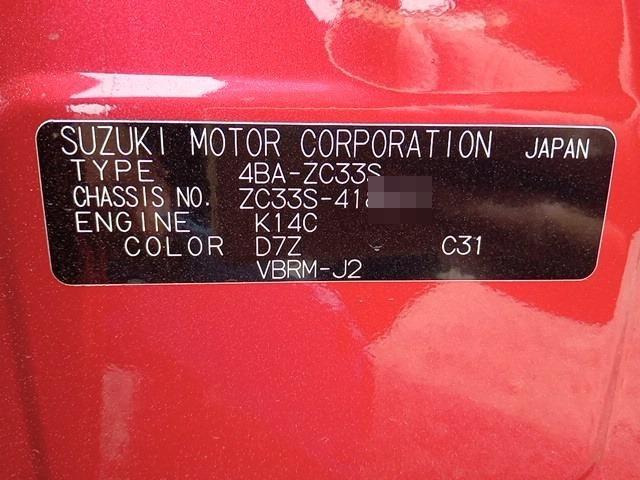 SUZUKI MOTOR CORPORATION JAPAN
TYPE 4BA-ZC33S
CHASSIS NO. ZC33S-41
ENGINE K14C
COLOR D7Z C31
VBRM-J2